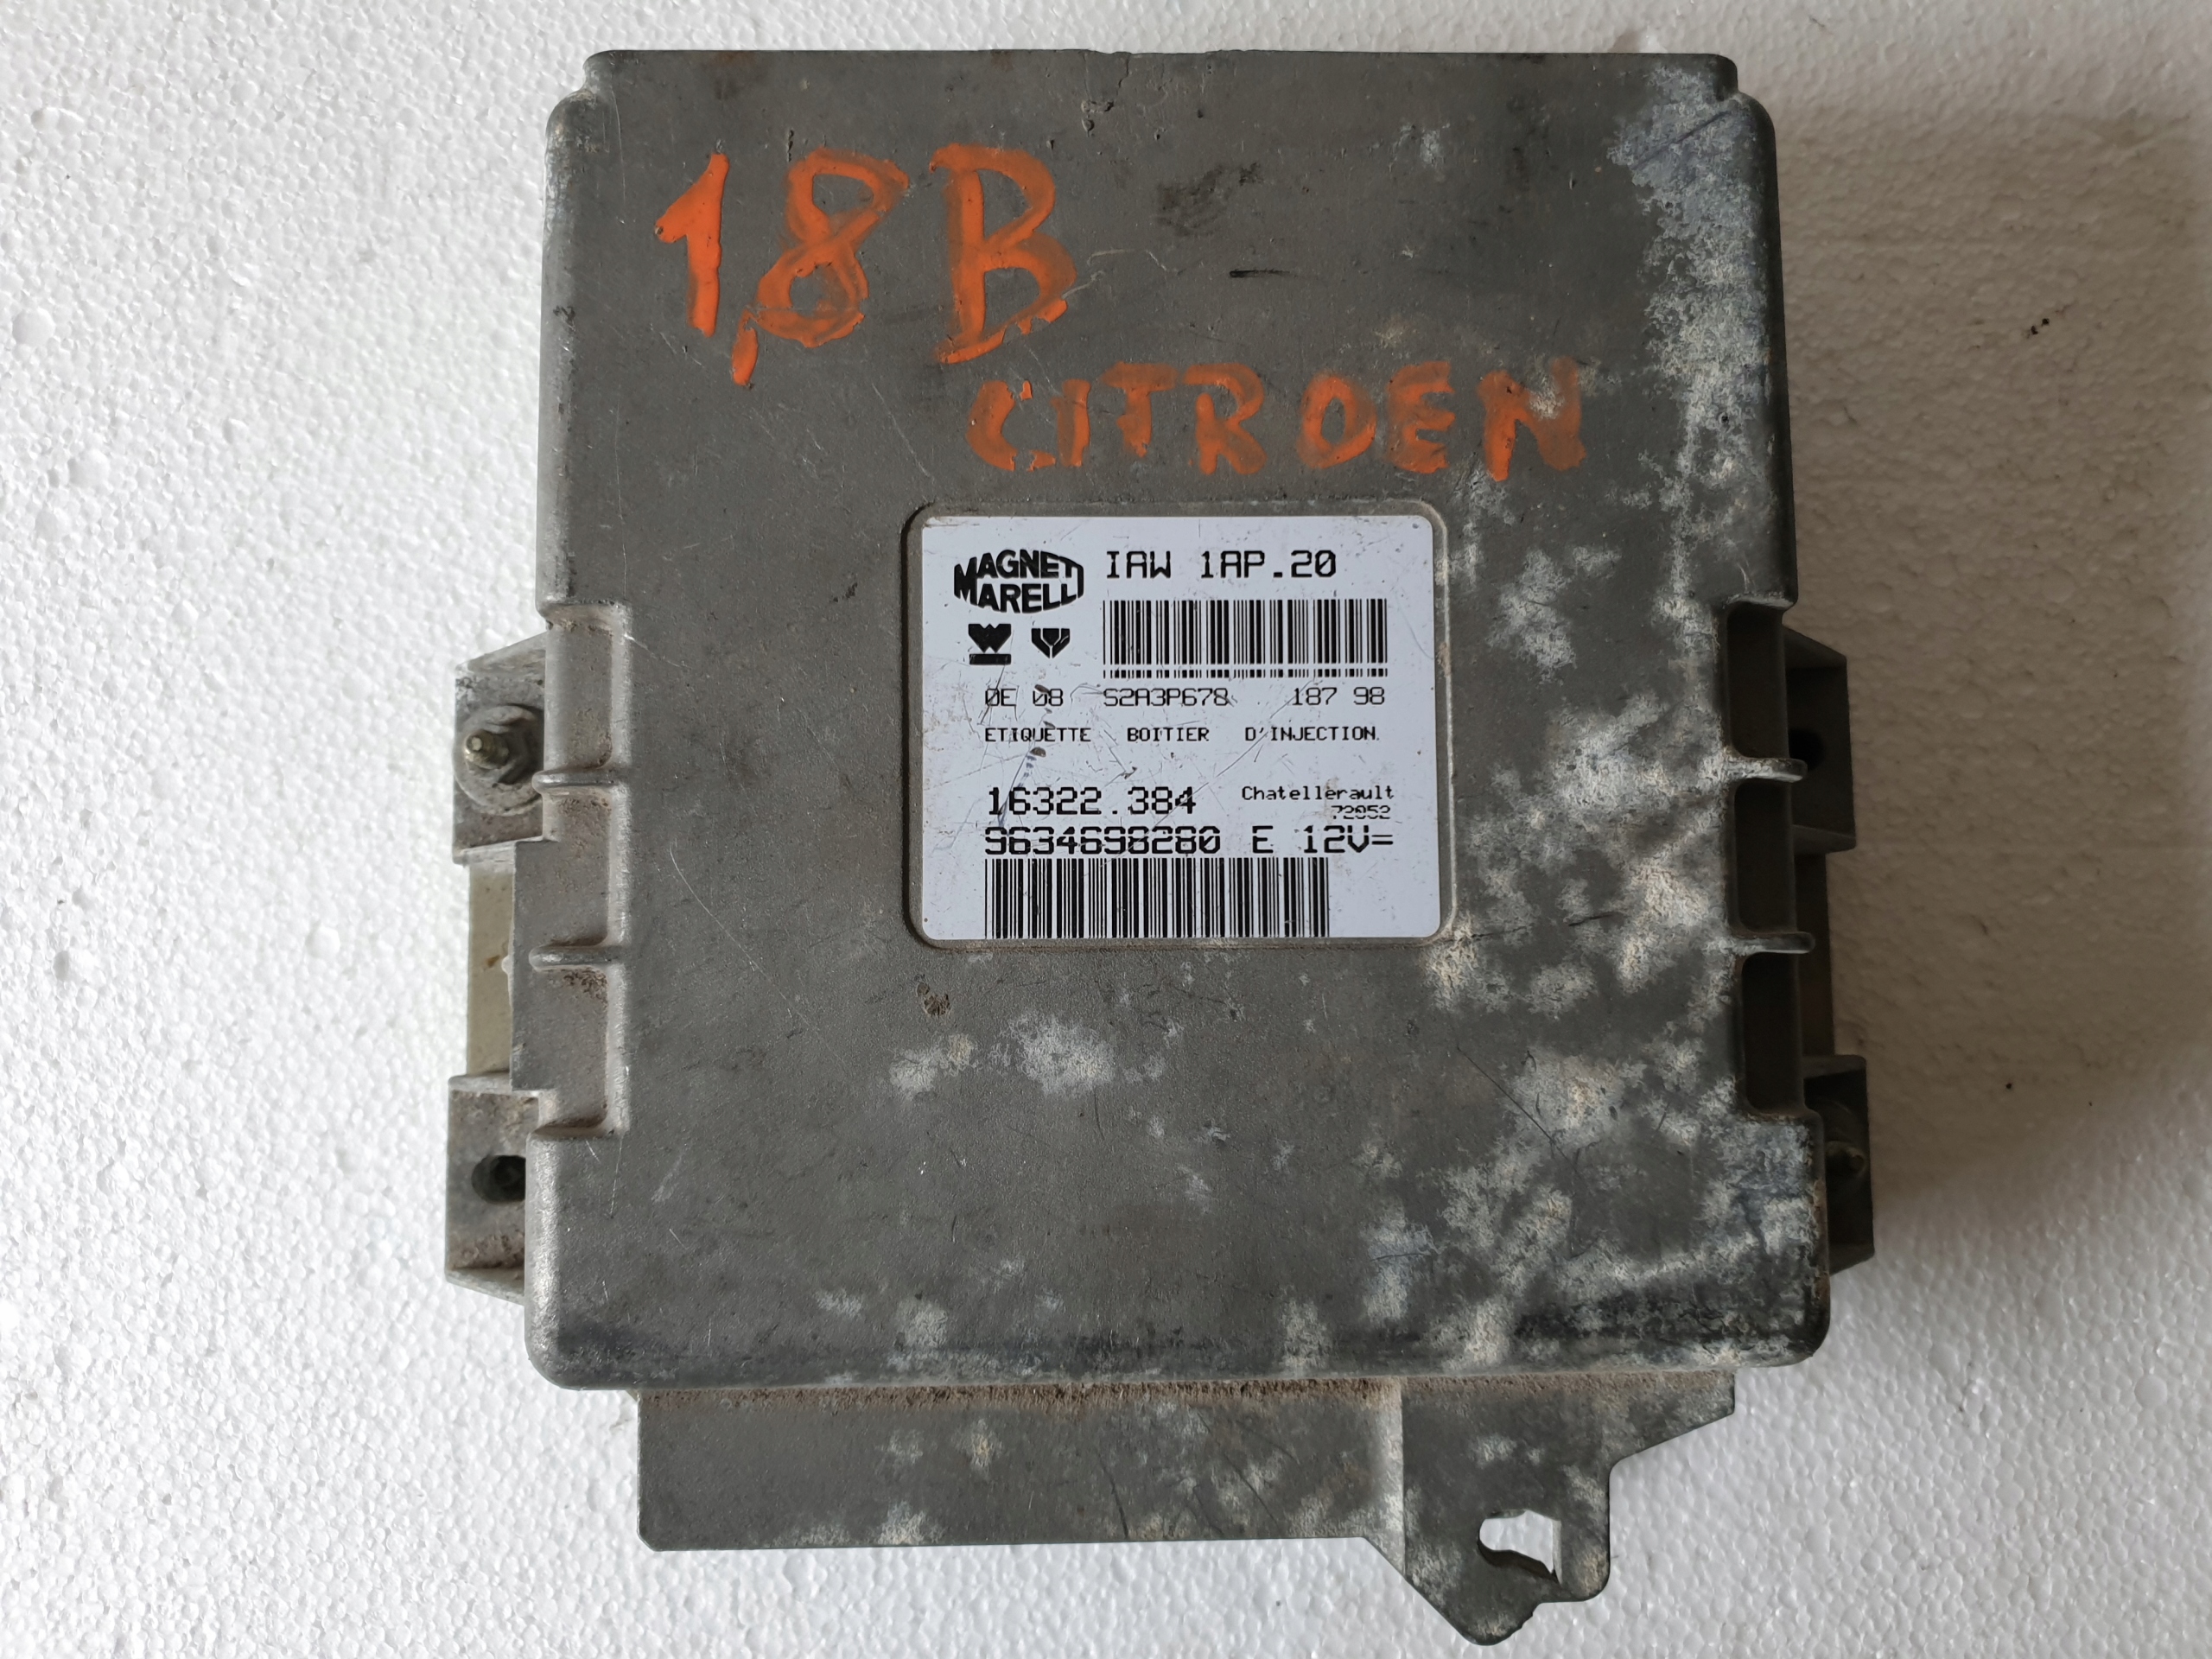 1,8 B
CITROEN
MAGNETI MARELLI
IAW 1AP.20
0E 08 S2A3P678 187 98
ETIQUETTE BOITIER D'INJECTION
16322.384 Chatellerault
72052
9634698280 E 12V=